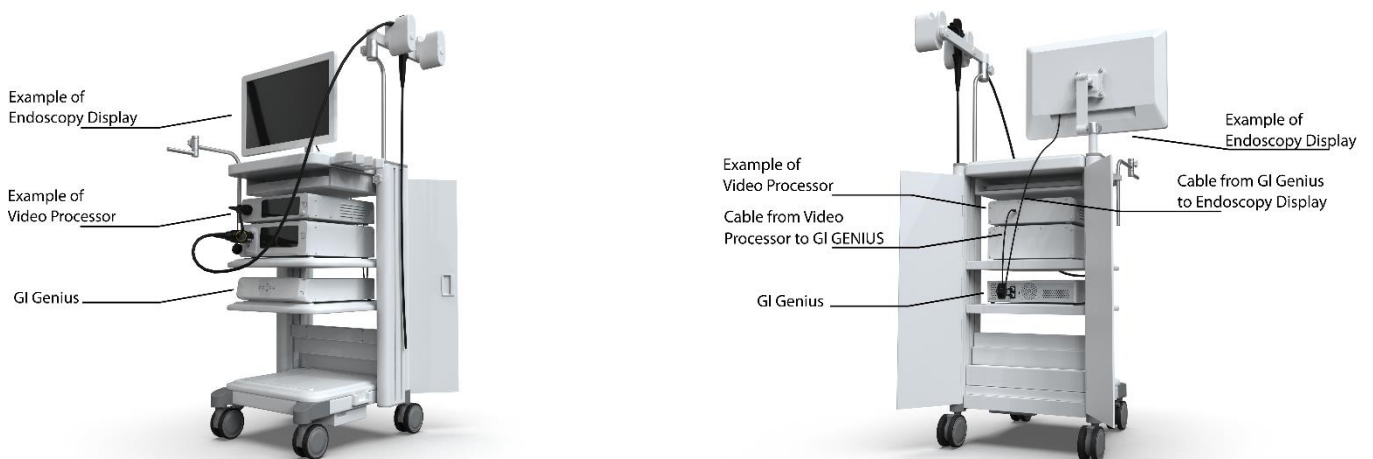 Example of
Endoscopy Display
Example of
Video Processor
GI Genius
Example of
Endoscopy Display
Example of
Video Processor
Cable from GI Genius
to Endoscopy Display
Cable from Video
Processor to GI GENIUS
GI Genius